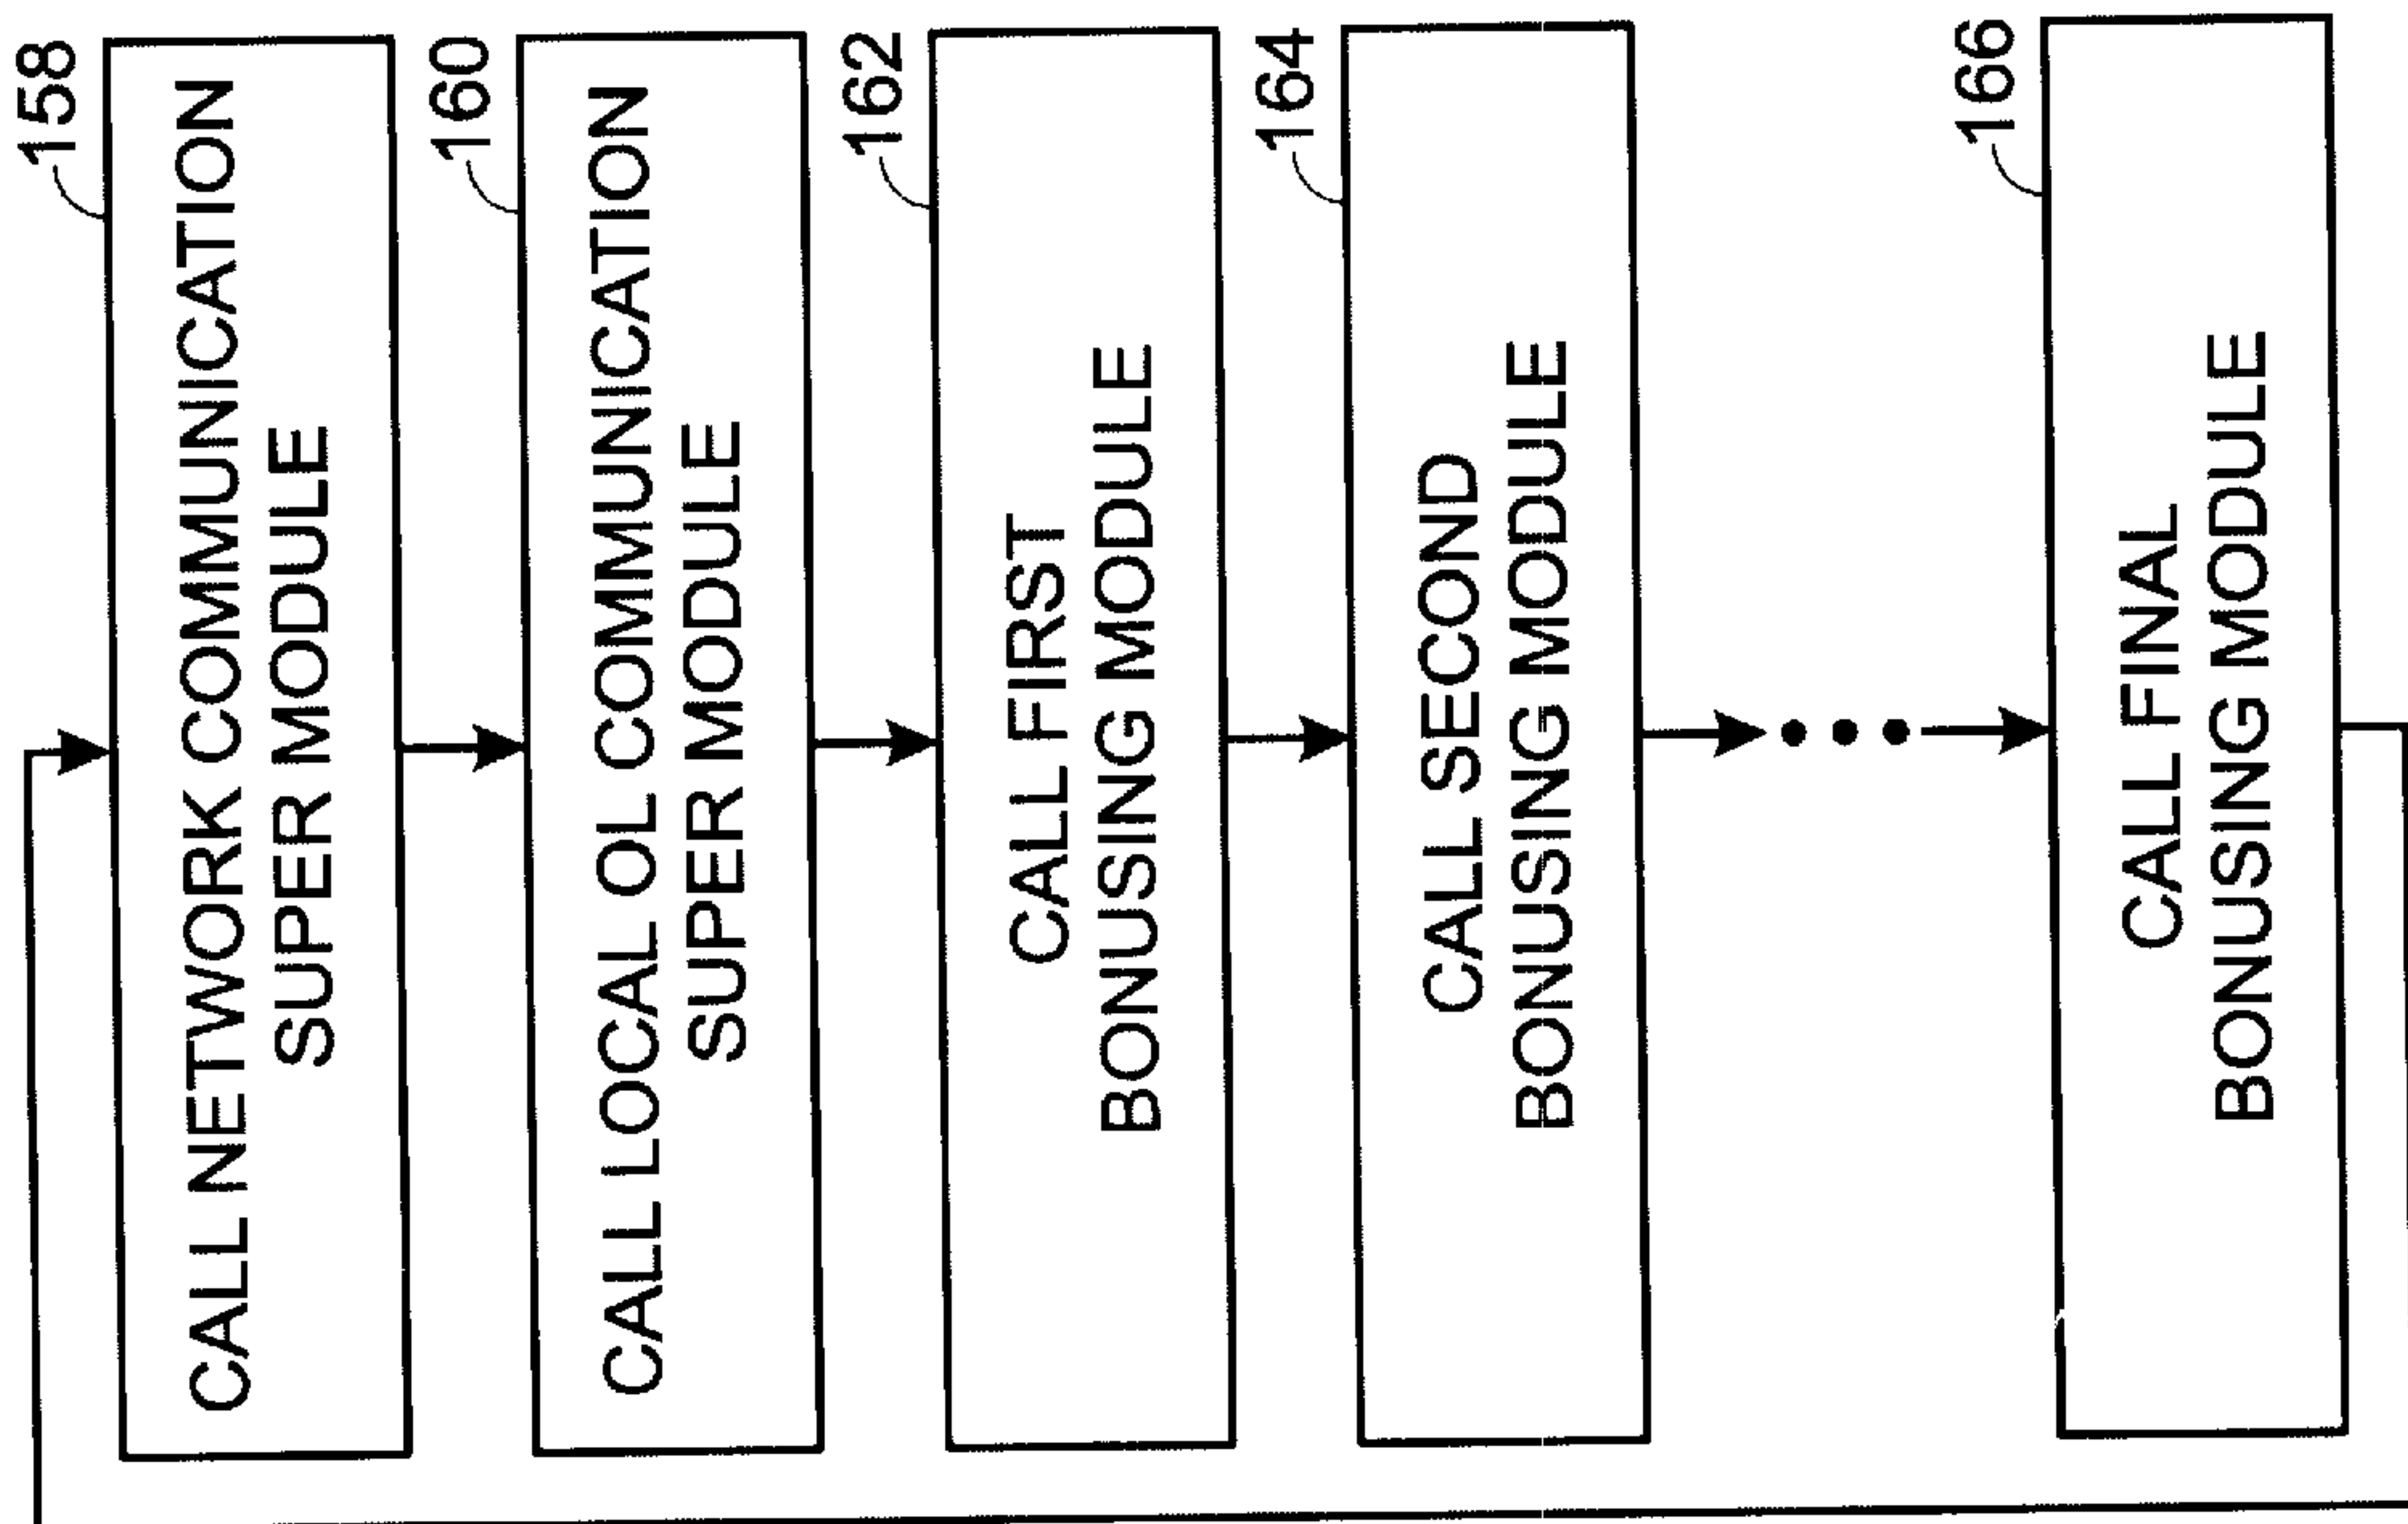 158
CALL NETWORK COMMUNICATION
SUPER MODULE
160
CALL LOCAL OL COMMUNICATION
SUPER MODULE
162
CALL FIRST
BONUSING MODULE
164
CALL SECOND
BONUSING MODULE
166
CALL FINAL
BONUSING MODULE